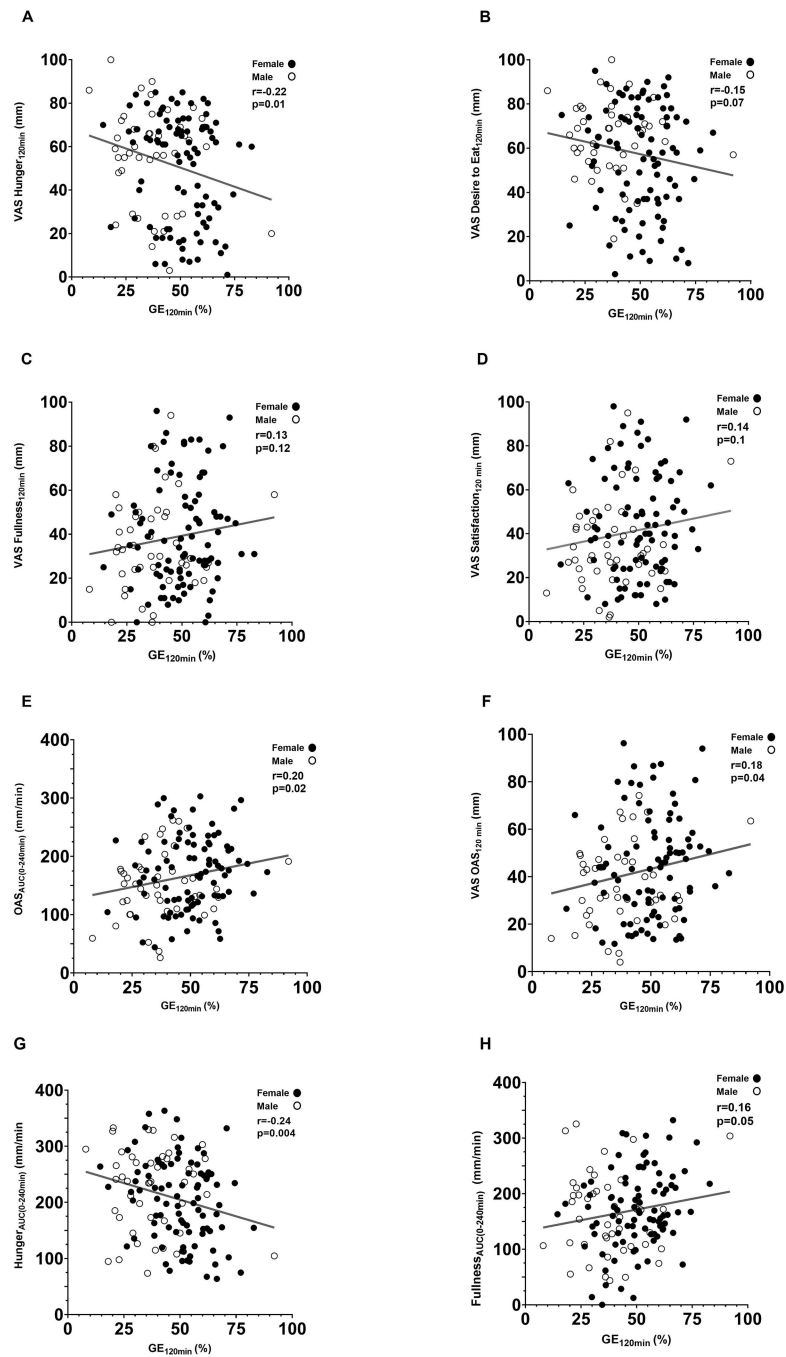 A
Female
Male
r=-0.22
p=0.01
VAS Hunger120min (mm)
100
80
60
40
20
0
0 25 50 75 100
GE120min (%)
B
Female
Male
r=-0.15
p=0.07
VAS Desire to Eat120min (mm)
100
80
60
40
20
0
0 25 50 75 100
GE120min (%)
C
Female
Male
r=0.13
p=0.12
VAS Fullness120min (mm)
100
80
60
40
20
0
0 25 50 75 100
GE120min (%)
D
Female
Male
r=0.14
p=0.1
VAS Satisfaction120 min (mm)
100
80
60
40
20
0
0 25 50 75 100
GE120min (%)
E
Female
Male
r=0.20
p=0.02
OASAUC(0-240min) (mm/min)
400
300
200
100
0
0 25 50 75 100
GE120min (%)
F
Female
Male
r=0.18
p=0.04
VAS OAS120 min (mm)
100
80
60
40
20
0
0 25 50 75 100
GE120min (%)
G
Female
Male
r=-0.24
p=0.004
HungerAUC(0-240min) (mm/min
400
300
200
100
0
0 25 50 75 100
GE120min (%)
H
Female
Male
r=0.16
p=0.05
FullnessAUC(0-240min) (mm/min)
400
300
200
100
0
0 25 50 75 100
GE120min (%)